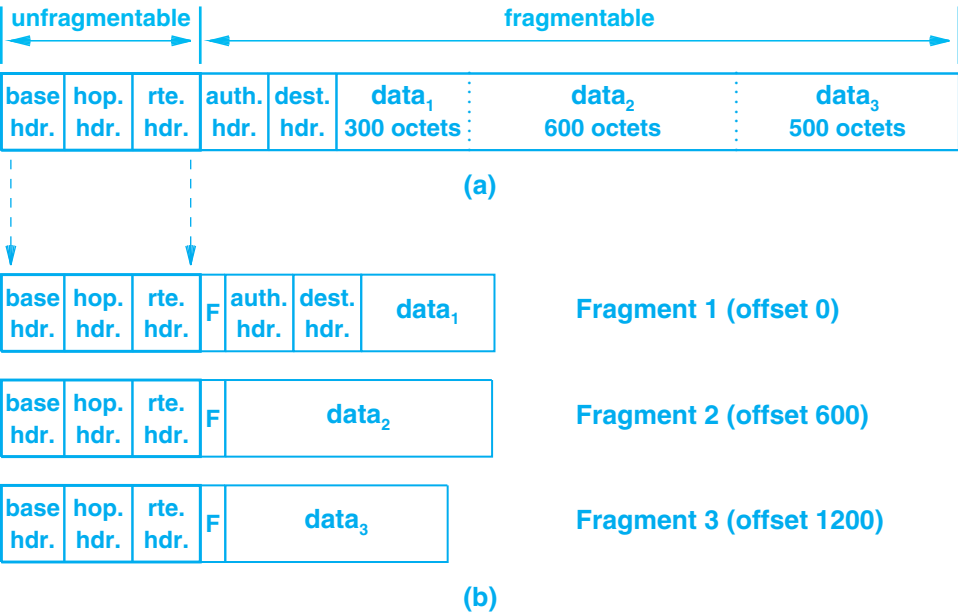 unfragmentable fragmentable
base hop. rte. auth. dest. data₁ data₂ data₃
hdr. hdr. hdr. hdr. hdr. 300 octets 600 octets 500 octets
(a)
base hop. rte. F auth. dest. data₁ Fragment 1 (offset 0)
hdr. hdr. hdr. hdr. hdr.
base hop. rte. F data₂ Fragment 2 (offset 600)
hdr. hdr. hdr.
base hop. rte. F data₃ Fragment 3 (offset 1200)
hdr. hdr. hdr.
(b)